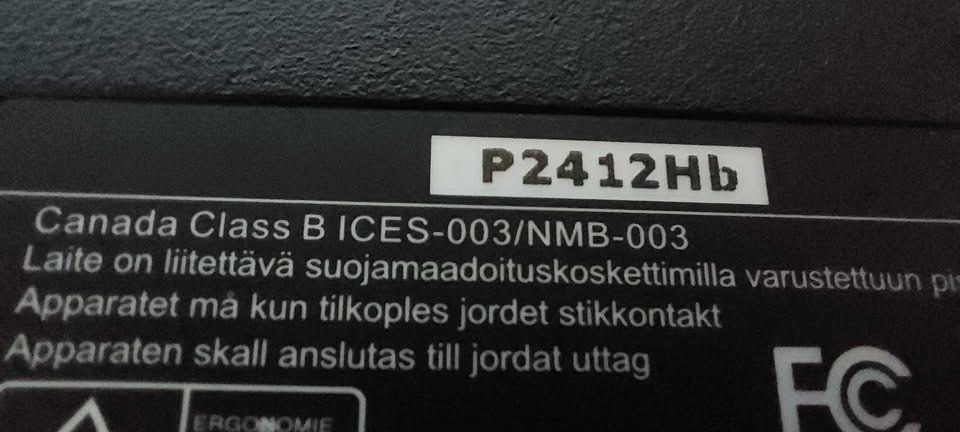 P2412Hb
Canada Class B ICES-003/NMB-003
Laite on liitettävä suojamaadoituskoskettimilla varustettuun
Apparatet må kun tilkoples jordet stikkontakt
Apparaten skall anslutas till jordat uttag
FC
ERGONOMIE